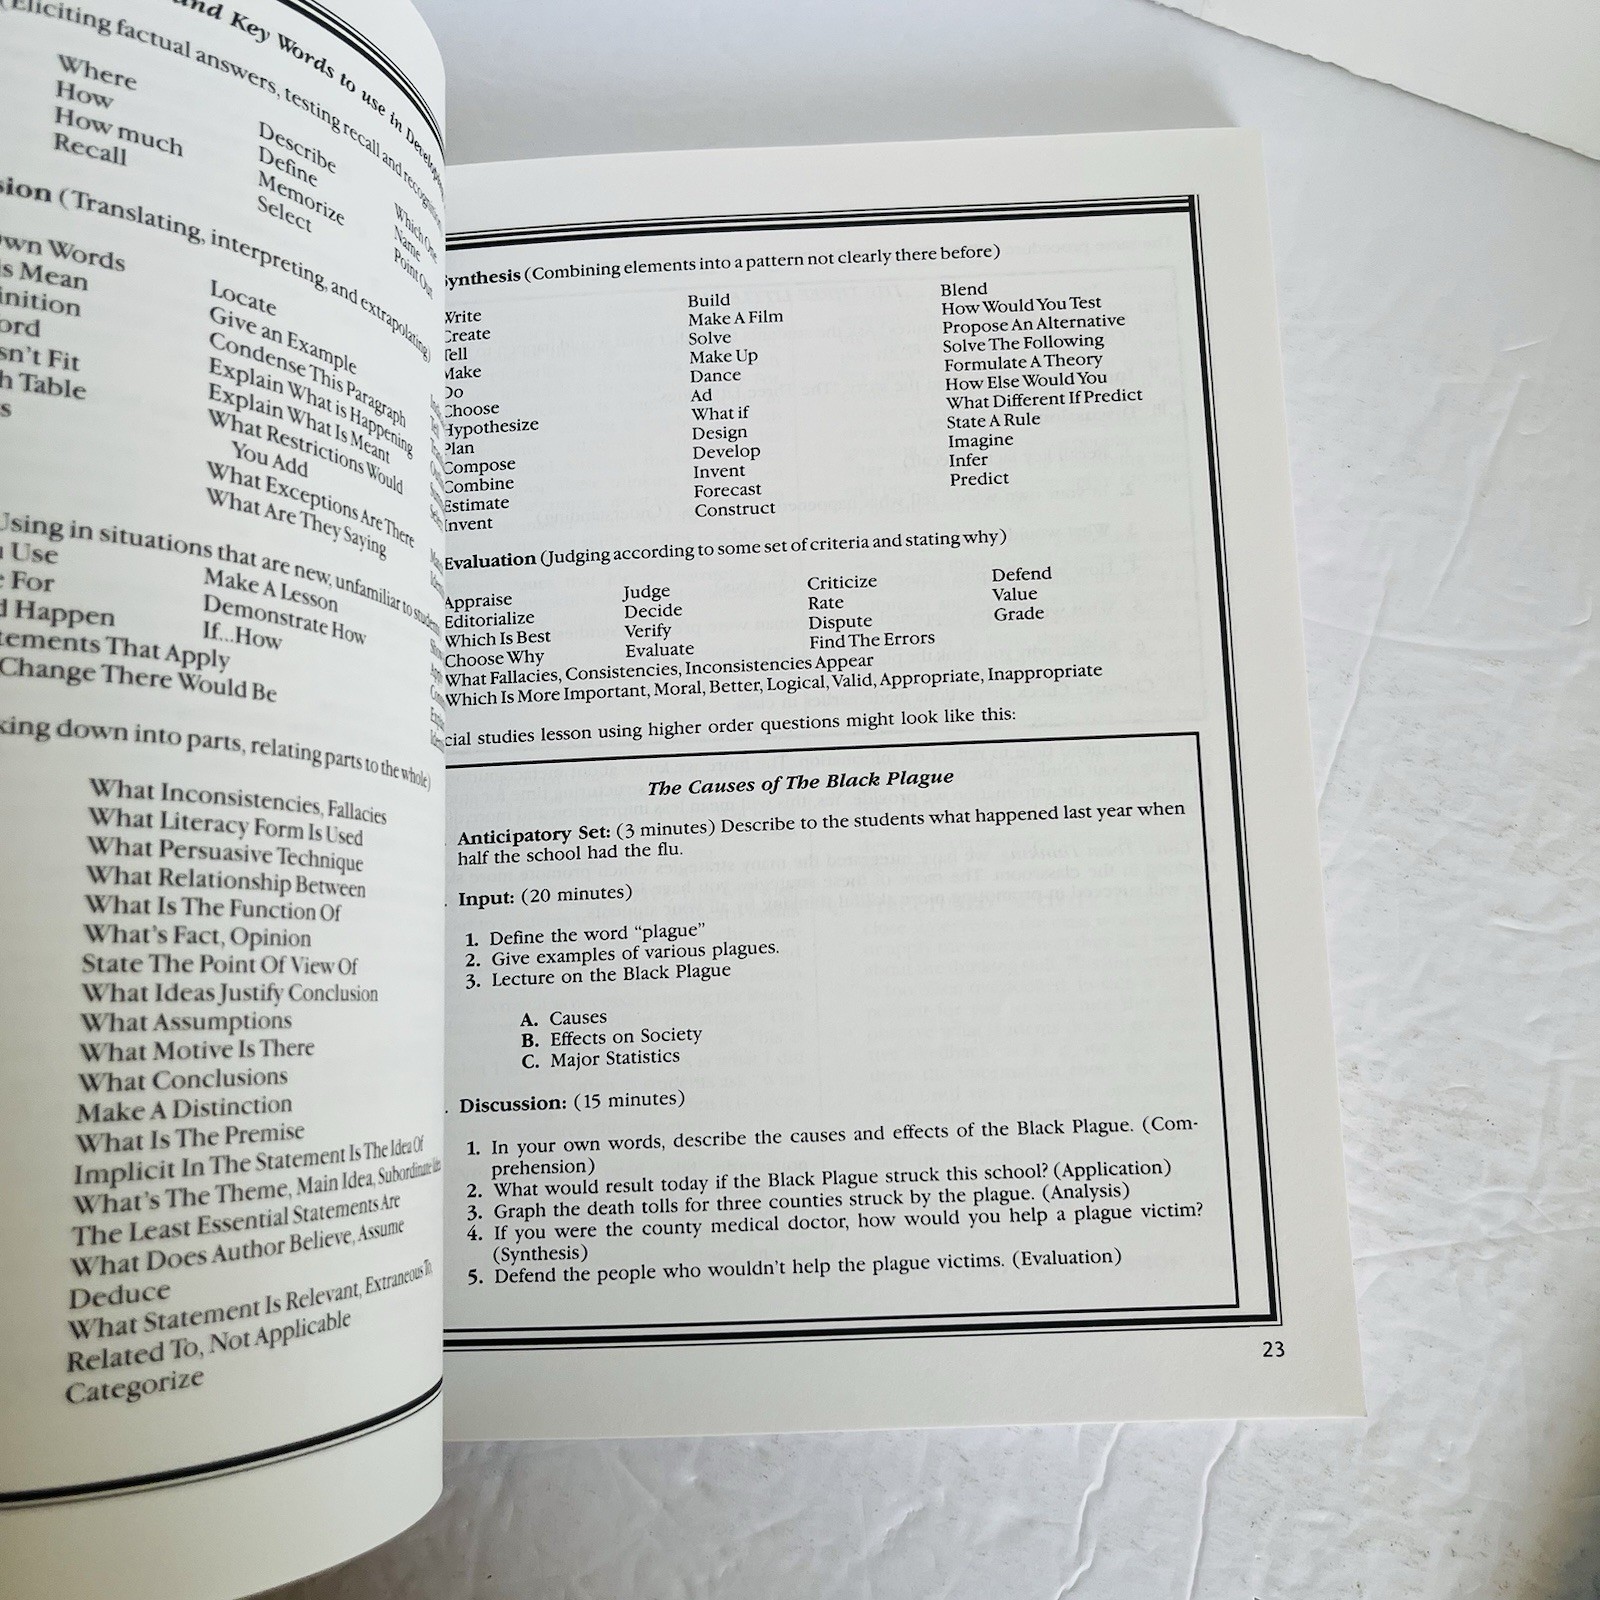 and Key Words to use in
(Eliciting factual answers, testing recall and recognition
Where
How
How much
Recall
Describe
Define
Memorize
Select
Which One
Name
Point Out
(Translating, interpreting, and extrapolating)
Own Words
Mean
Locate
Give an Example
Condense This Paragraph
Explain What is Happening
Explain What Is Meant
What Restrictions Would
You Add
What Exceptions Are There
What Are They Saying
Fit
Table
Using in situations that are new, unfamiliar to
Use
For
Happen
That Apply
Change There Would Be
Make A Lesson
Demonstrate How
If...How
down into parts, relating parts to the whole)
What Inconsistencies, Fallacies
What Literacy Form Is Used
What Persuasive Technique
What Relationship Between
What Is The Function Of
What's Fact, Opinion
State The Point Of View Of
What Ideas Justify Conclusion
What Assumptions
What Motive Is There
What Conclusions
Make A Distinction
What Is The Premise
Implicit In The Statement Is The Idea Of
What's The Theme, Main Idea, Subordinate
The Least Essential Statements Are
What Does Author Believe, Assume
Deduce
What Statement Is Relevant, Extraneous To,
Related To, Not Applicable
Categorize
ynthesis (Combining elements into a pattern not clearly there before)
Write
Create
Tell
Make
Do
Choose
Hypothesize
Plan
Compose
Combine
Estimate
Invent
Build
Make A Film
Solve
Make Up
Dance
Ad
What if
Design
Develop
Invent
Forecast
Construct
Blend
How Would You Test
Propose An Alternative
Solve The Following
Formulate A Theory
How Else Would You
What Different If Predict
State A Rule
Imagine
Infer
Predict
Evaluation (Judging according to some set of criteria and stating why)
Appraise
Editorialize
Which Is Best
Choose Why
Judge
Decide
Verify
Evaluate
Criticize
Rate
Dispute
Find The Errors
Defend
Value
Grade
What Fallacies, Consistencies, Inconsistencies Appear
Which Is More Important, Moral, Better, Logical, Valid, Appropriate, Inappropriate
cial studies lesson using higher order questions might look like this:
The Causes of The Black Plague
Anticipatory Set: (3 minutes) Describe to the students what happened last year when
half the school had the flu.
Input: (20 minutes)
1. Define the word "plague"
2. Give examples of various plagues.
3. Lecture on the Black Plague
A. Causes
B. Effects on Society
C. Major Statistics
Discussion: (15 minutes)
1. In your own words, describe the causes and effects of the Black Plague. (Com-
prehension)
2. What would result today if the Black Plague struck this school? (Application)
3. Graph the death tolls for three counties struck by the plague. (Analysis)
4. If you were the county medical doctor, how would you help a plague victim?
(Synthesis)
5. Defend the people who wouldn't help the plague victims. (Evaluation)
23